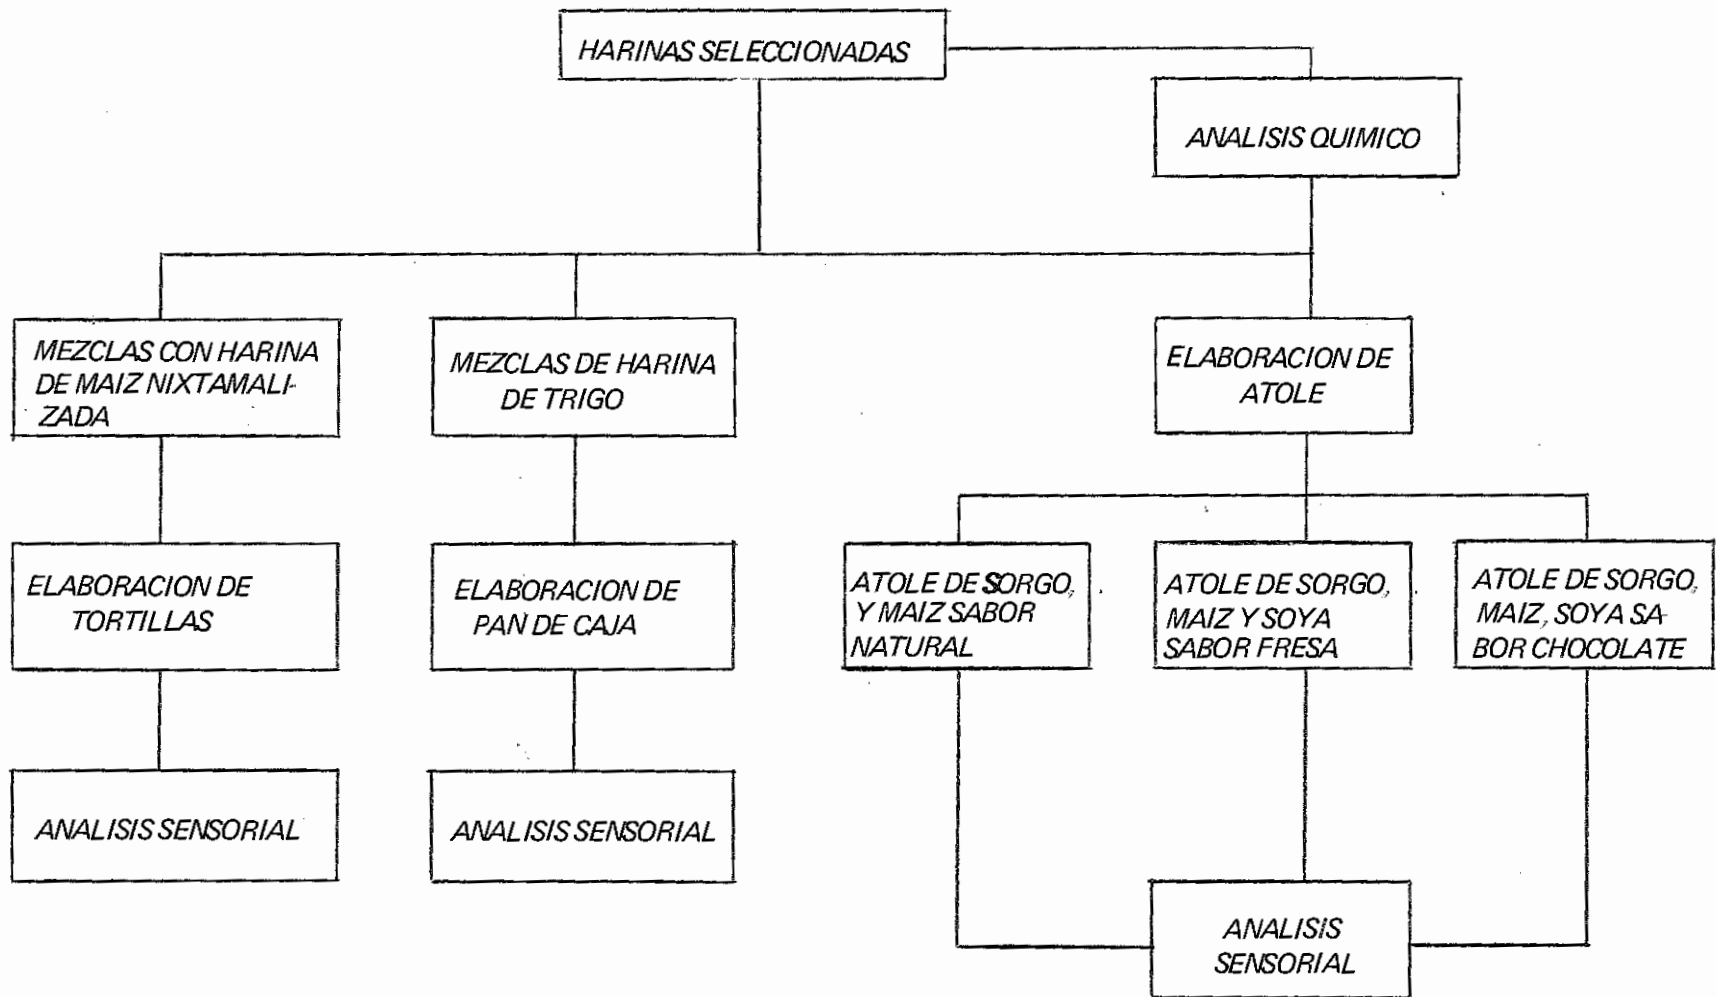 HARINAS SELECCIONADAS
ANALISIS QUIMICO
MEZCLAS CON HARINA
DE MAIZ NIXTAMALI-
ZADA
MEZCLAS DE HARINA
DE TRIGO
ELABORACION DE
ATOLE
ELABORACION DE
TORTILLAS
ELABORACION DE
PAN DE CAJA
ATOLE DE SORGO,
Y MAIZ SABOR
NATURAL
ATOLE DE SORGO,
MAIZ Y SOYA
SABOR FRESA
ATOLE DE SORGO,
MAIZ, SOYA SA-
BOR CHOCOLATE
ANALISIS SENSORIAL
ANALISIS SENSORIAL
ANALISIS
SENSORIAL